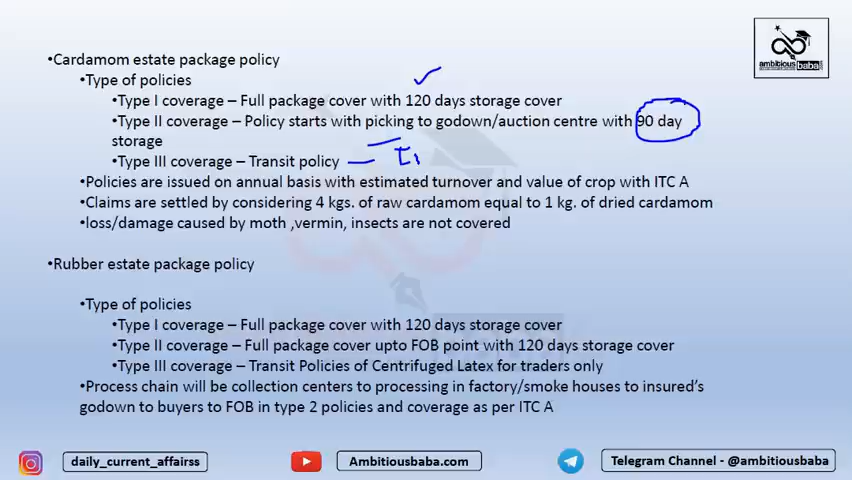 ambitiousbaba
•Cardamom estate package policy
•Type of policies
•Type I coverage – Full package cover with 120 days storage cover
•Type II coverage – Policy starts with picking to godown/auction centre with 90 day
storage
•Type III coverage – Transit policy
•Policies are issued on annual basis with estimated turnover and value of crop with ITC A
•Claims are settled by considering 4 kgs. of raw cardamom equal to 1 kg. of dried cardamom
•loss/damage caused by moth ,vermin, insects are not covered
•Rubber estate package policy
•Type of policies
•Type I coverage – Full package cover with 120 days storage cover
•Type II coverage – Full package cover upto FOB point with 120 days storage cover
•Type III coverage – Transit Policies of Centrifuged Latex for traders only
•Process chain will be collection centers to processing in factory/smoke houses to insured's
godown to buyers to FOB in type 2 policies and coverage as per ITC A
daily_current_affairss
Ambitiousbaba.com
Telegram Channel - @ambitiousbaba